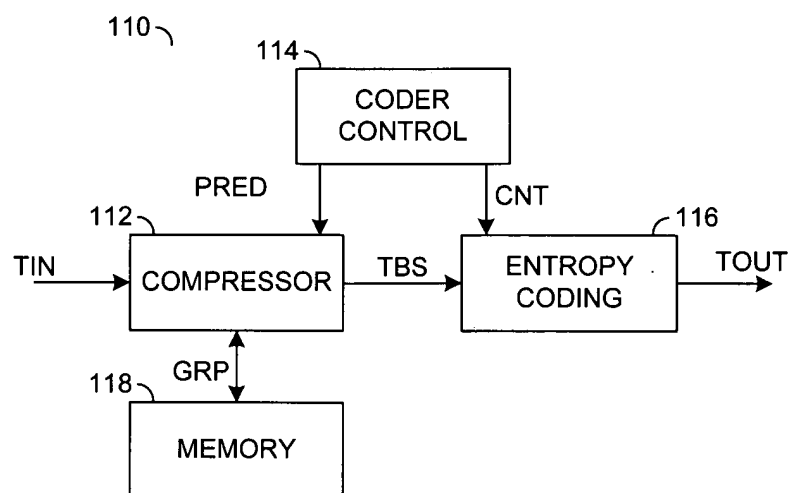 110
114
CODER
CONTROL
PRED
CNT
112
116
TIN
COMPRESSOR
TBS
ENTROPY
CODING
TOUT
GRP
118
MEMORY